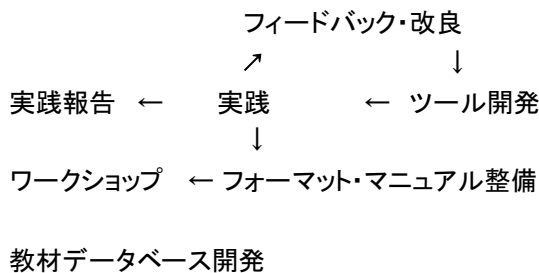 フィードバック・改良
↗ ↓
実践報告 ← 実践 ← ツール開発
↓
ワークショップ ← フォーマット・マニュアル整備
教材データベース開発